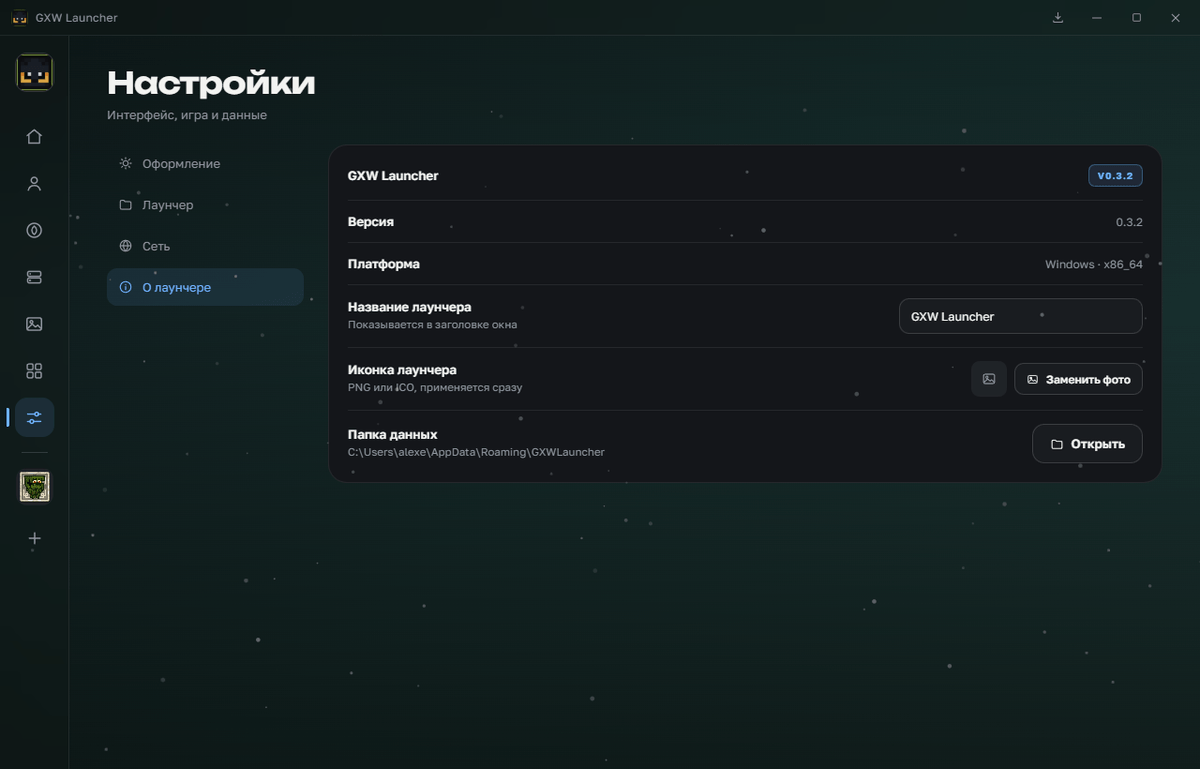 GXW Launcher
Настройки
Интерфейс, игра и данные
Оформление
Лаунчер
Сеть
О лаунчере
GXW Launcher
V0.3.2
Версия
0.3.2
Платформа
Windows · x86_64
Название лаунчера
Показывается в заголовке окна
GXW Launcher
Иконка лаунчера
PNG или ICO, применяется сразу
Заменить фото
Папка данных
C:\Users\alexe\AppData\Roaming\GXWLauncher
Открыть